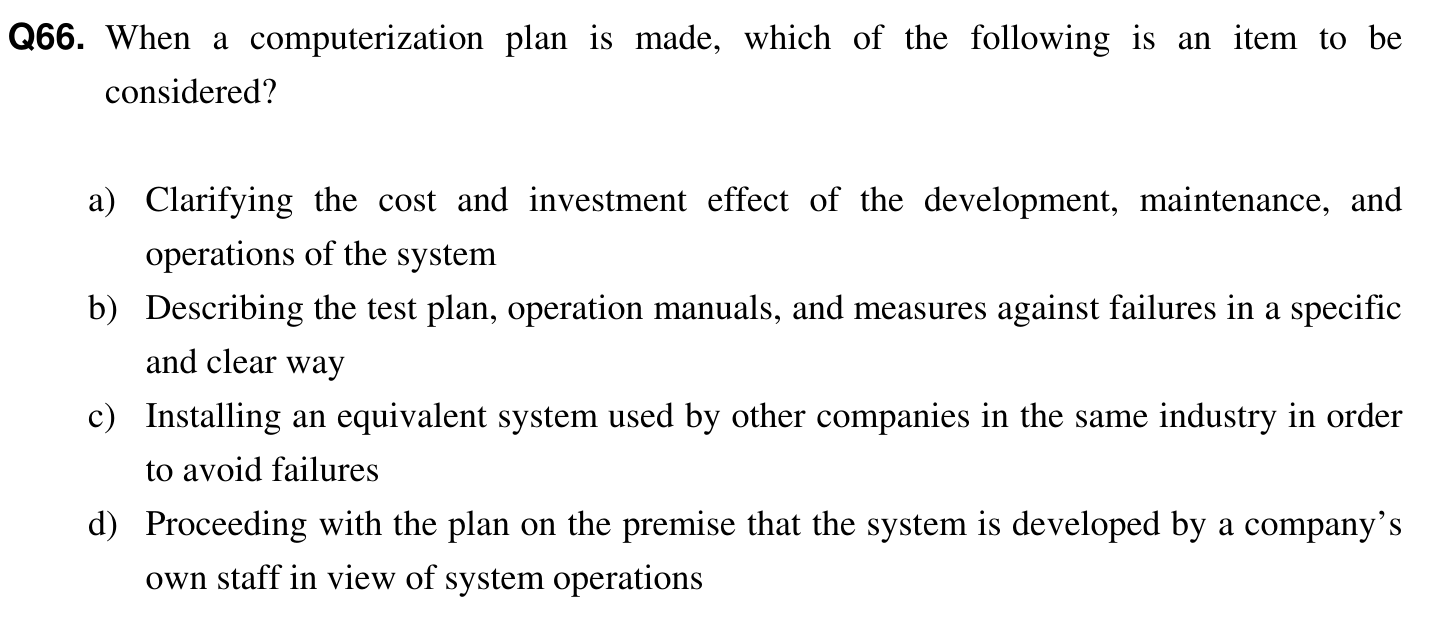 Q66. When a computerization plan is made, which of the following is an item to be
considered?
a) Clarifying the cost and investment effect of the development, maintenance, and
operations of the system
b) Describing the test plan, operation manuals, and measures against failures in a specific
and clear way
c) Installing an equivalent system used by other companies in the same industry in order
to avoid failures
d) Proceeding with the plan on the premise that the system is developed by a company’s
own staff in view of system operations